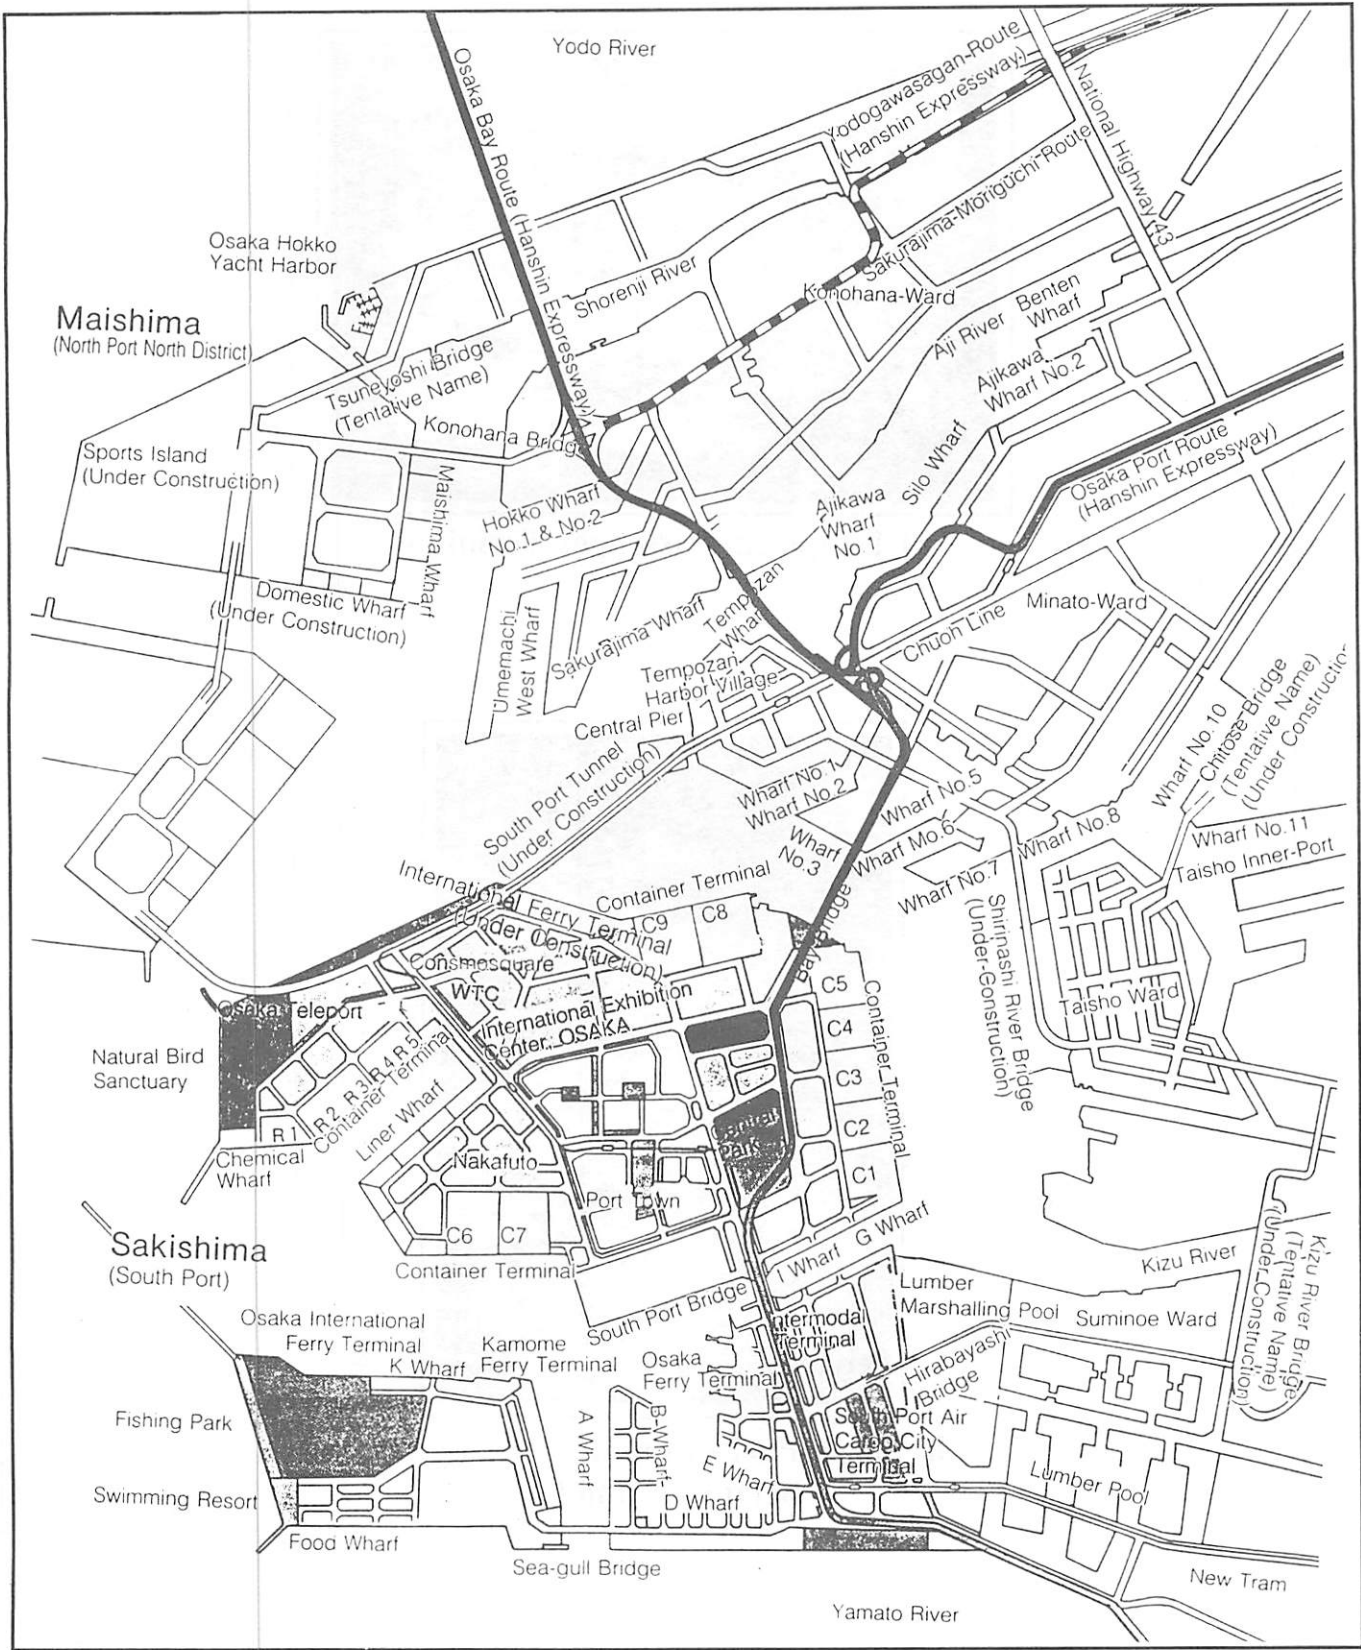 Yodo River
Osaka Bay Route (Hanshin Expressway)
Yodogawasagan-Route
(Hanshin Expressway)
National Highway 43
Sakurajima-Moriguchi-Route
Osaka Hokko
Yacht Harbor
Shorenji River
Konohana-Ward
Maishima
(North Port North District)
Aji River
Benten
Wharf
Tsuneyoshi Bridge
(Tentative Name)
Ajikawa
Wharf No.2
Konohana Bridg
Sports Island
(Under Construction)
Maishima Wharf
Silo Wharf
Osaka Port Route
(Hanshin Expressway)
Hokko Wharf
No.1 & No.2
Ajikawa
Wharf
No.1
Domestic Wharf
(Under Construction)
Umemachi
West Wharf
Sakurajima Wharf
Tempozan
Wharf
Minato-Ward
Chuoh Line
Tempozan
Harbor Village
Central Pier
South Port Tunnel
(Under Construction)
Wharf No.10
Chitose Bridge
(Tentative Name)
(Under Construction
Wharf No.1
Wharf No.2
Wharf No.5
Wharf
No.3
Wharf Mo.6
Wharf No.8
Wharf No.7
Wharf No.11
Taisho Inner-Port
International Ferry Terminal
(Under Construction)
Container Terminal
C9
C8
Bay Bridge
Shirinashi River Bridge
(Under-Construction)
Consmosquare
WTC
International Exhibition
Center, OSAKA
C5
C4
C3
C2
C1
Container Terminal
Taisho Ward
Osaka Teleport
Natural Bird
Sanctuary
R 1
R 2
R 3
R 4
R 5
Container Terminal
Liner Wharf
Chemical
Wharf
Nakafuto
Central
Park
Port Town
C6
C7
Container Terminal
Sakishima
(South Port)
I Wharf
G Wharf
Kizu River
Kizu River Bridge
(Tentative Name)
(Under Construction)
South Port Bridge
Lumber
Marshalling Pool
Suminoe Ward
Intermodal
Terminal
Osaka International
Ferry Terminal
K Wharf
Kamome
Ferry Terminal
Osaka
Ferry Terminal
Hirabayashi
Bridge
Fishing Park
A Wharf
B-Wharf
South Port Air
Cargo City
Terminal
E Wharf
Swimming Resort
D Wharf
Lumber Pool
Food Wharf
Sea-gull Bridge
New Tram
Yamato River